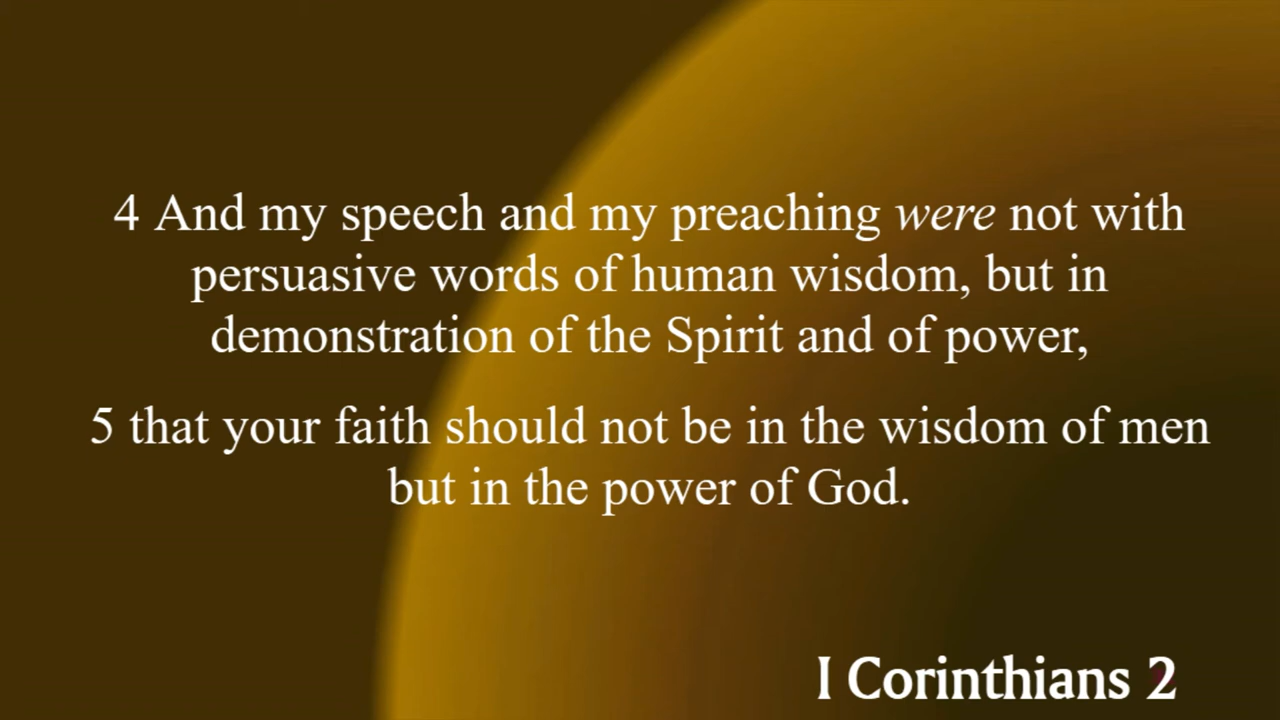 4 And my speech and my preaching were not with
persuasive words of human wisdom, but in
demonstration of the Spirit and of power,
5 that your faith should not be in the wisdom of men
but in the power of God.
I Corinthians 2